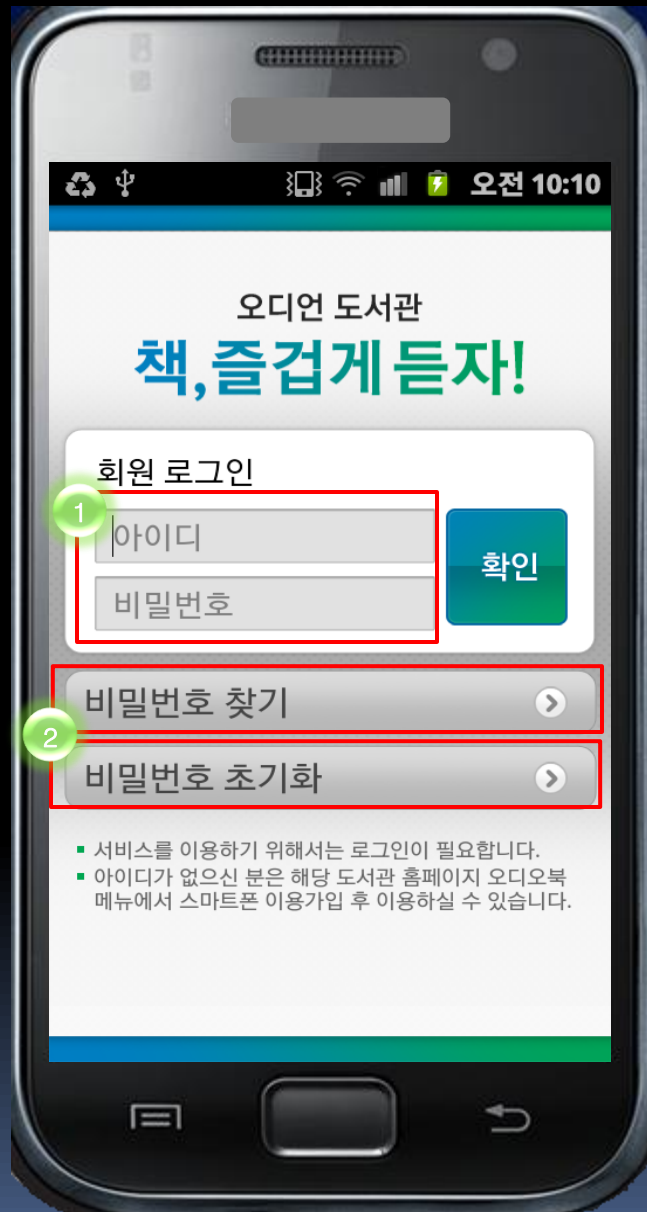 오전 10:10
오디언 도서관
책,즐겁게 듣자!
회원 로그인
1
아이디
비밀번호
확인
비밀번호 찾기
2
비밀번호 초기화
서비스를 이용하기 위해서는 로그인이 필요합니다.
아이디가 없으신 분은 해당 도서관 홈페이지 오디오북
메뉴에서 스마트폰 이용가입 후 이용하실 수 있습니다.